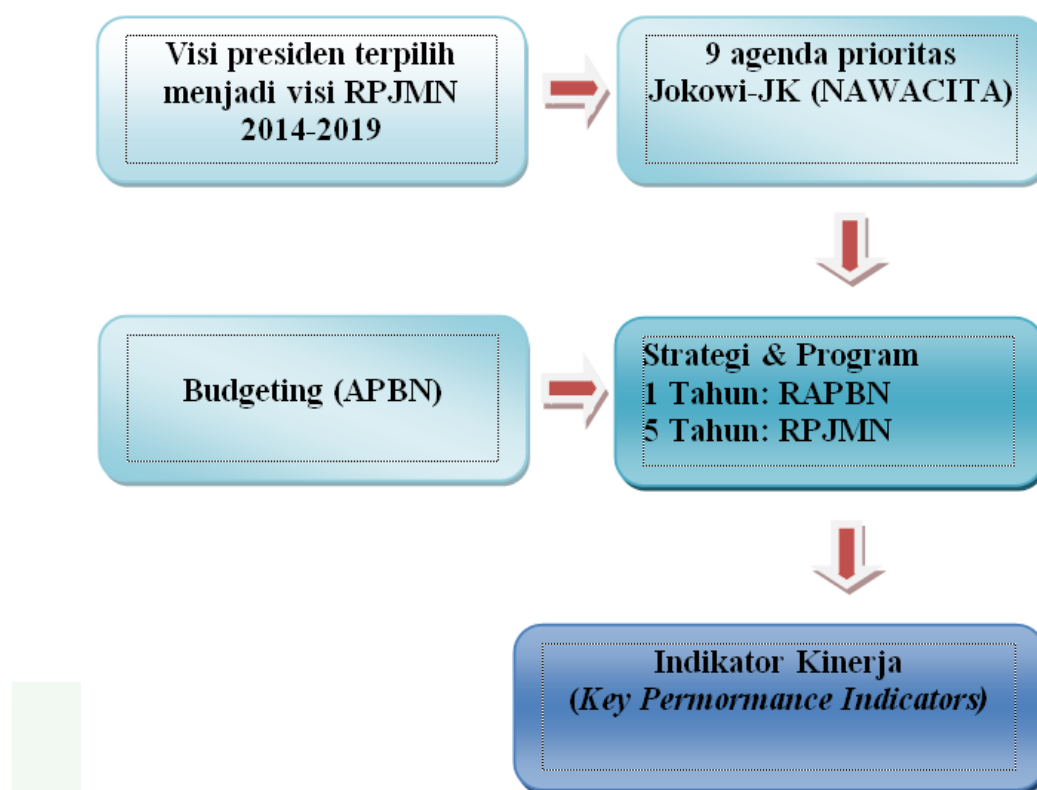 Visi presiden terpilih
menjadi visi RPJMN
2014-2019
9 agenda prioritas
Jokowi-JK (NAWACITA)
Budgeting (APBN)
Strategi & Program
1 Tahun: RAPBN
5 Tahun: RPJMN
Indikator Kinerja
(Key Permormance Indicators)